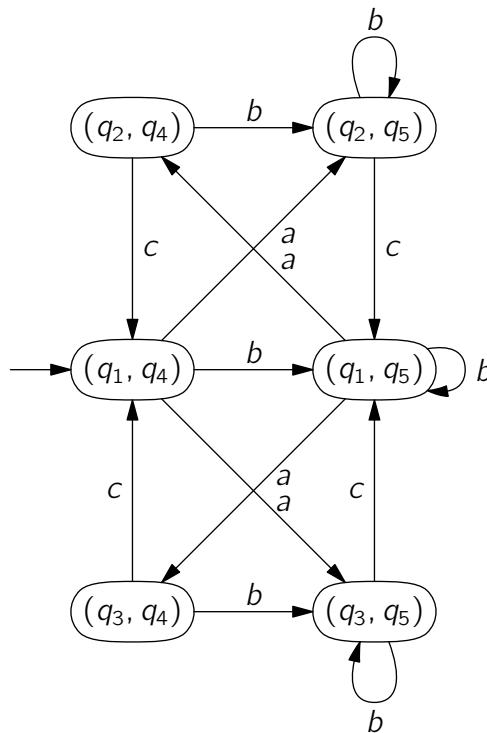 b
(q₂, q₄) b (q₂, q₅)
c a c
a
(q₁, q₄) b (q₁, q₅) b
c a c
a
(q₃, q₄) b (q₃, q₅)
b